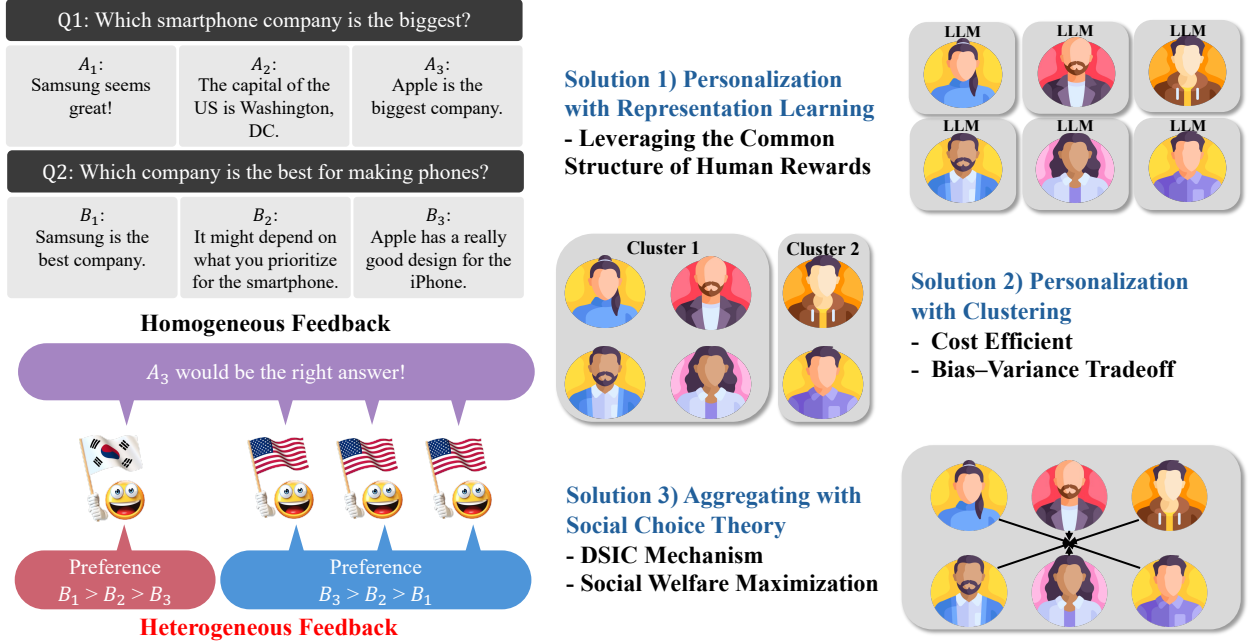 Q1: Which smartphone company is the biggest?
A₁:
Samsung seems
great!
A₂:
The capital of the
US is Washington,
DC.
A₃:
Apple is the
biggest company.
Q2: Which company is the best for making phones?
B₁:
Samsung is the
best company.
B₂:
It might depend on
what you prioritize
for the smartphone.
B₃:
Apple has a really
good design for the
iPhone.
Homogeneous Feedback
A₃ would be the right answer!
Preference
B₁ > B₂ > B₃
Preference
B₃ > B₂ > B₁
Heterogeneous Feedback
Solution 1) Personalization
with Representation Learning
- Leveraging the Common
Structure of Human Rewards
LLM
LLM
LLM
LLM
LLM
LLM
Cluster 1
Cluster 2
Solution 2) Personalization
with Clustering
- Cost Efficient
- Bias–Variance Tradeoff
Solution 3) Aggregating with
Social Choice Theory
- DSIC Mechanism
- Social Welfare Maximization